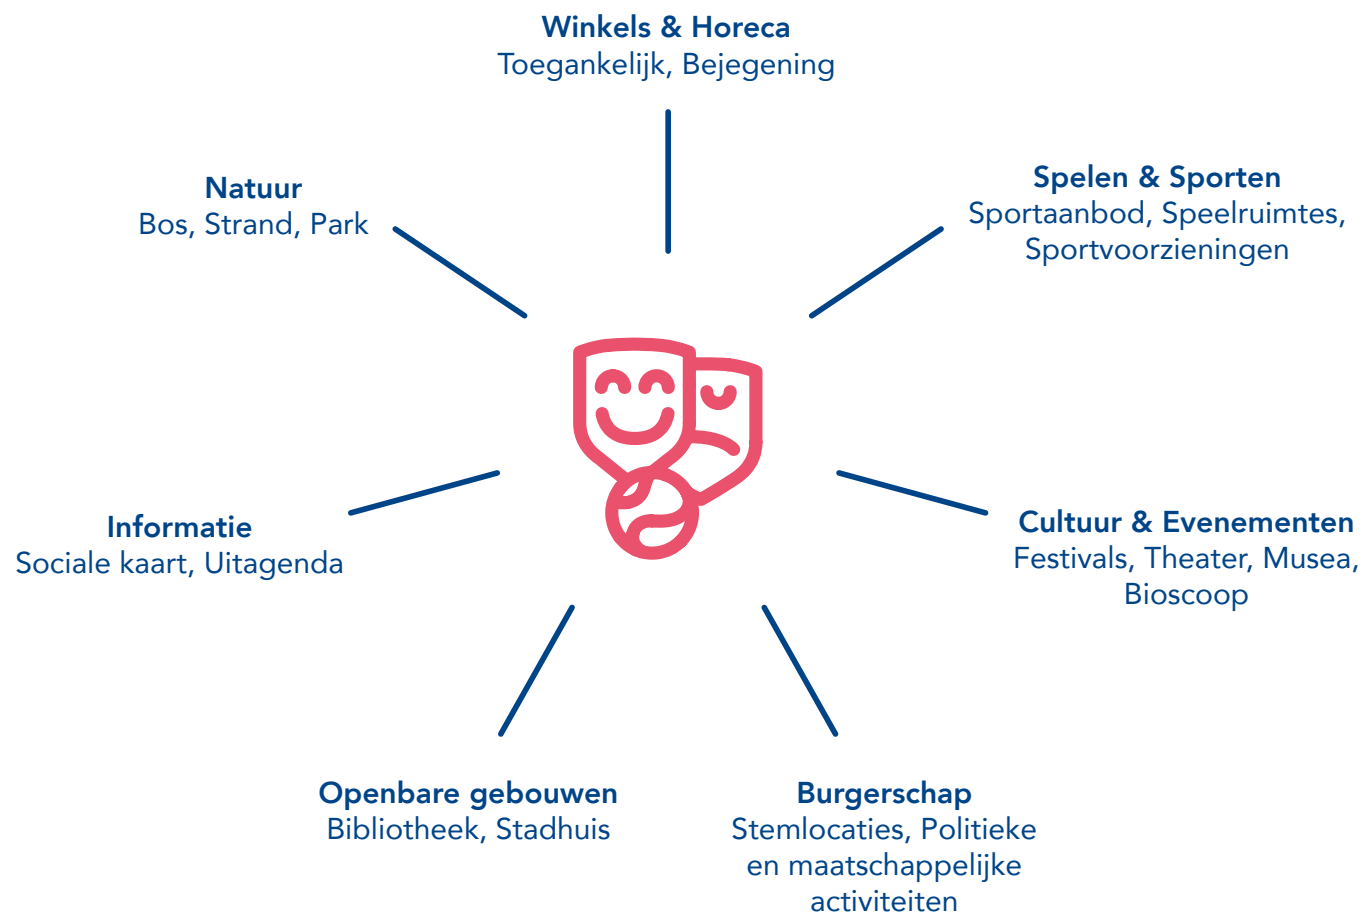 Winkels & Horeca
Toegankelijk, Bejegening
Spelen & Sporten
Sportaanbod, Speelruimtes,
Sportvoorzieningen
Natuur
Bos, Strand, Park
Cultuur & Evenementen
Festivals, Theater, Musea,
Bioscoop
Informatie
Sociale kaart, Uitagenda
Openbare gebouwen
Bibliotheek, Stadhuis
Burgerschap
Stemlocaties, Politieke
en maatschappelijke
activiteiten